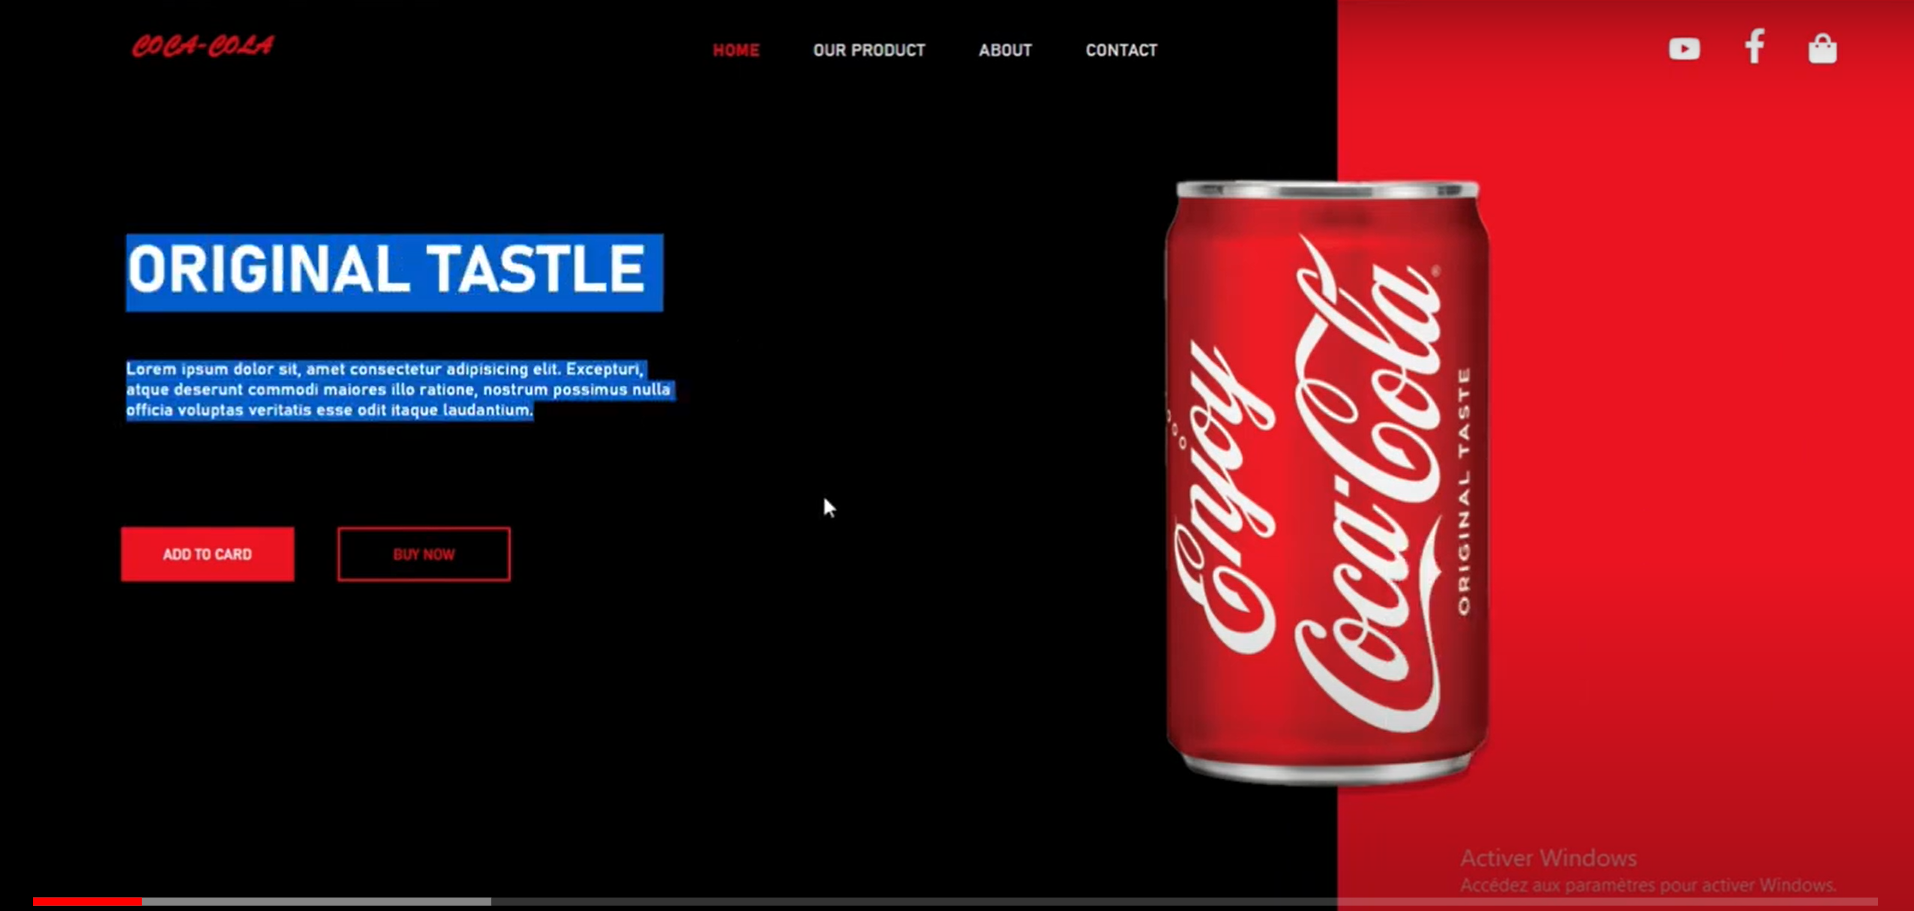 COCA-COLA
HOME
OUR PRODUCT
ABOUT
CONTACT
ORIGINAL TASTLE
Lorem ipsum dolor sit, amet consectetur adipisicing elit. Excepturi,
atque deserunt commodi maiores illo ratione, nostrum possimus nulla
officia voluptas veritatis esse odit itaque laudantium.
ADD TO CARD
BUY NOW
Enjoy
Coca-Cola®
ORIGINAL TASTE
Activer Windows
Accédez aux paramètres pour activer Windows.